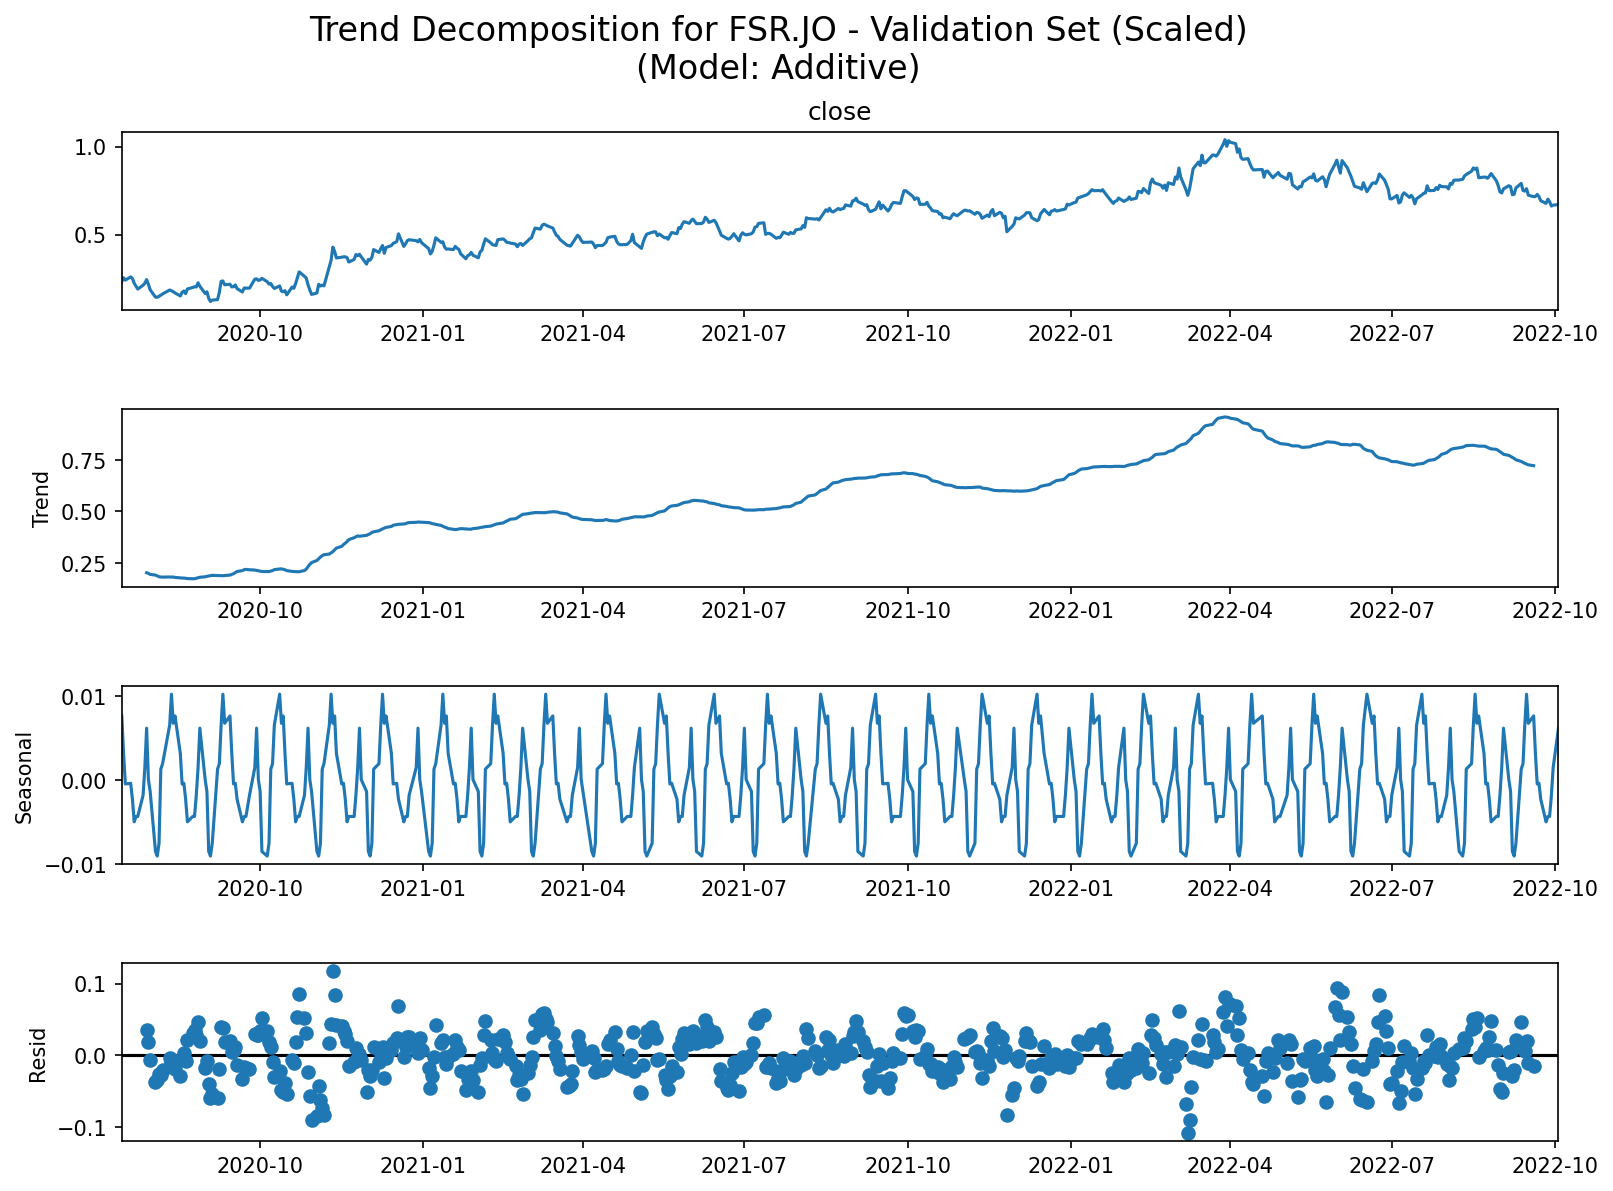 Trend Decomposition for FSR.JO - Validation Set (Scaled)
(Model: Additive)
close
1.0
0.5
2020-10 2021-01 2021-04 2021-07 2021-10 2022-01 2022-04 2022-07 2022-10
Trend
0.75
0.50
0.25
2020-10 2021-01 2021-04 2021-07 2021-10 2022-01 2022-04 2022-07 2022-10
Seasonal
0.01
0.00
−0.01
2020-10 2021-01 2021-04 2021-07 2021-10 2022-01 2022-04 2022-07 2022-10
Resid
0.1
0.0
−0.1
2020-10 2021-01 2021-04 2021-07 2021-10 2022-01 2022-04 2022-07 2022-10